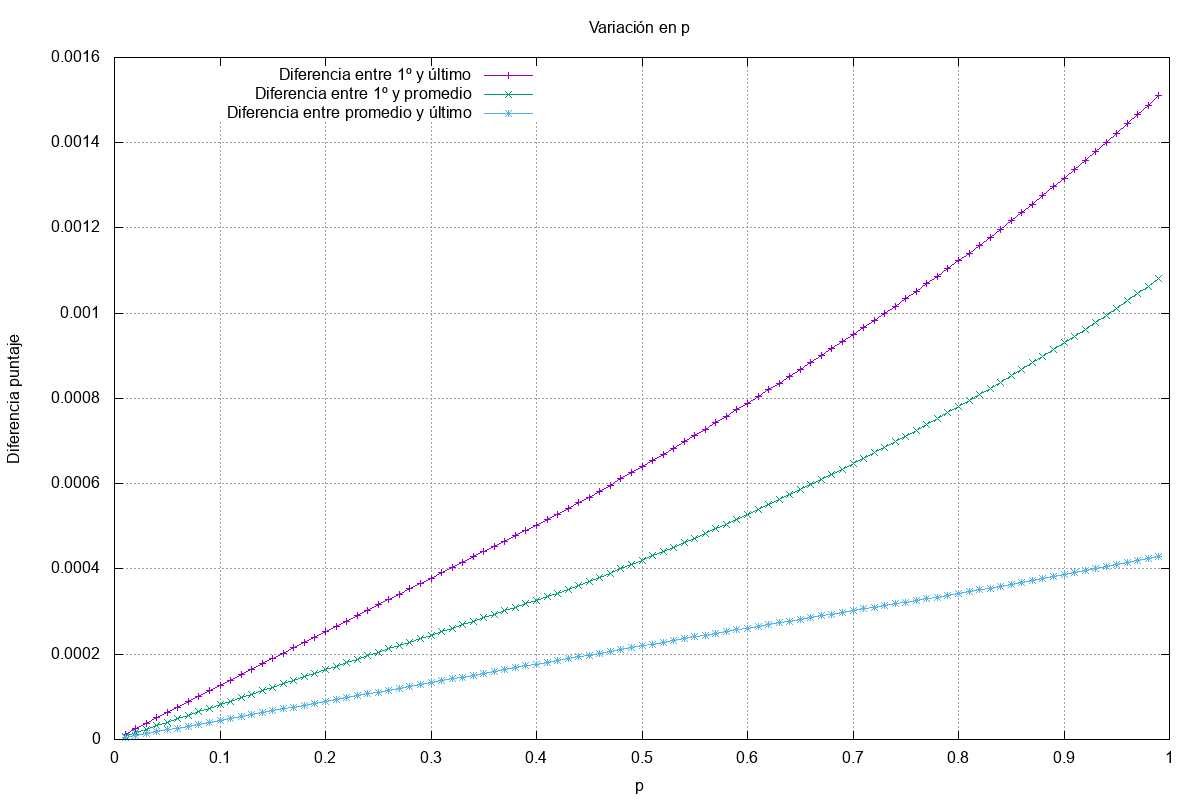 Variación en p
Diferencia entre 1º y último
Diferencia entre 1º y promedio
Diferencia entre promedio y último
0.0016
0.0014
0.0012
0.001
0.0008
0.0006
0.0004
0.0002
0
Diferencia puntaje
0 0.1 0.2 0.3 0.4 0.5 0.6 0.7 0.8 0.9 1
p